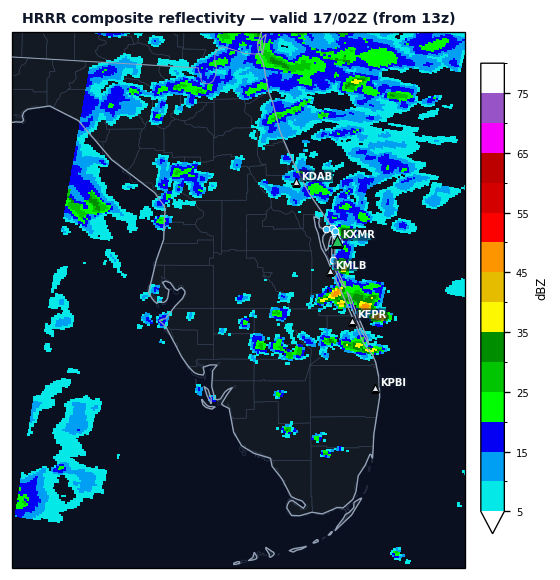 HRRR composite reflectivity — valid 17/02Z (from 13z)
75
65
KDAB
55
KXMR
KMLB
45
dBZ
KFPR
35
KPBI
25
15
5